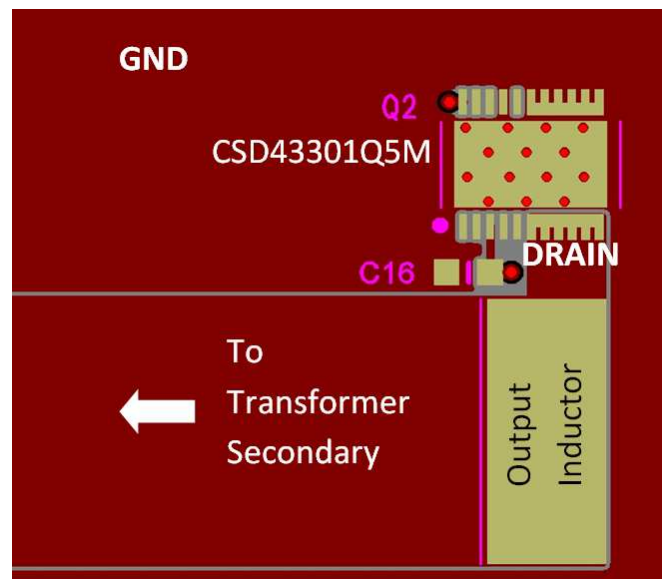 GND
Q2
CSD43301Q5M
DRAIN
C16
To
Transformer
Secondary
Output
Inductor